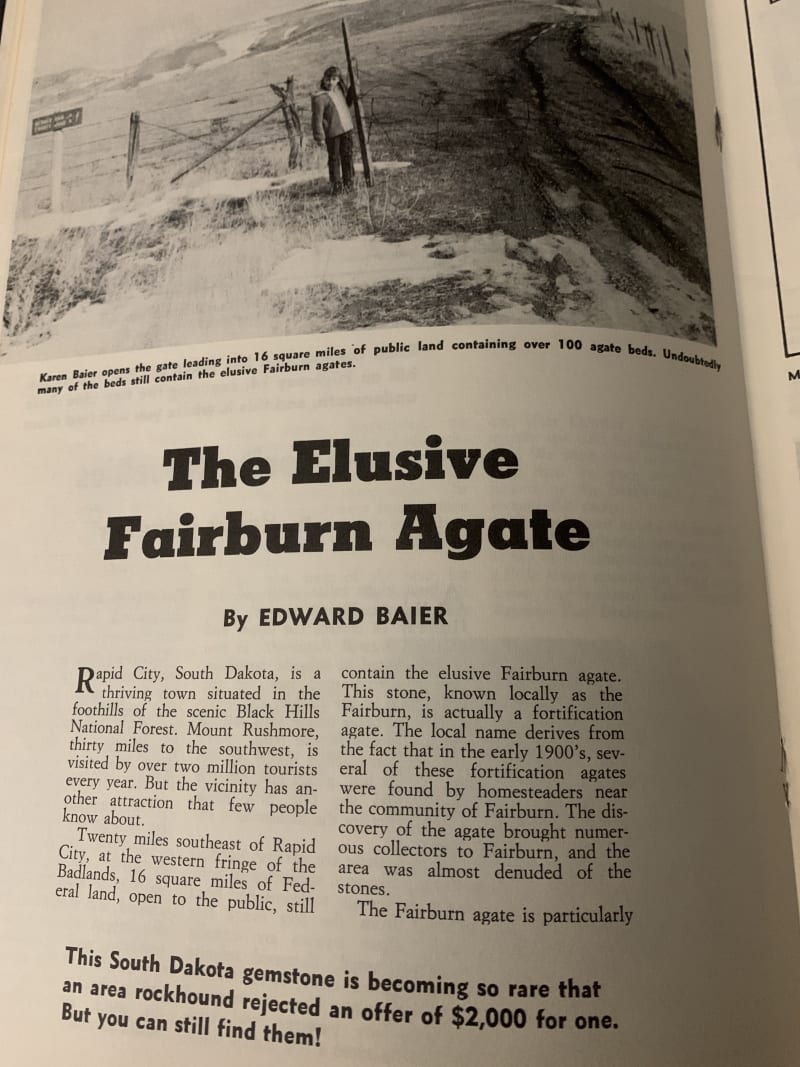 Karen Baier opens the gate leading into 16 square miles of public land containing over 100 agate beds. Undoubtedly
many of the beds still contain the elusive Fairburn agates.
The Elusive
Fairburn Agate
By EDWARD BAIER
Rapid City, South Dakota, is a
thriving town situated in the
foothills of the scenic Black Hills
National Forest. Mount Rushmore,
thirty miles to the southwest, is
visited by over two million tourists
every year. But the vicinity has an-
other attraction that few people
know about.
Twenty miles southeast of Rapid
City, at the western fringe of the
Badlands, 16 square miles of Fed-
eral land, open to the public, still
contain the elusive Fairburn agate.
This stone, known locally as the
Fairburn, is actually a fortification
agate. The local name derives from
the fact that in the early 1900's, sev-
eral of these fortification agates
were found by homesteaders near
the community of Fairburn. The dis-
covery of the agate brought numer-
ous collectors to Fairburn, and the
area was almost denuded of the
stones.
The Fairburn agate is particularly
This South Dakota gemstone is becoming so rare that
an area rockhound rejected an offer of $2,000 for one.
But you can still find them!
M